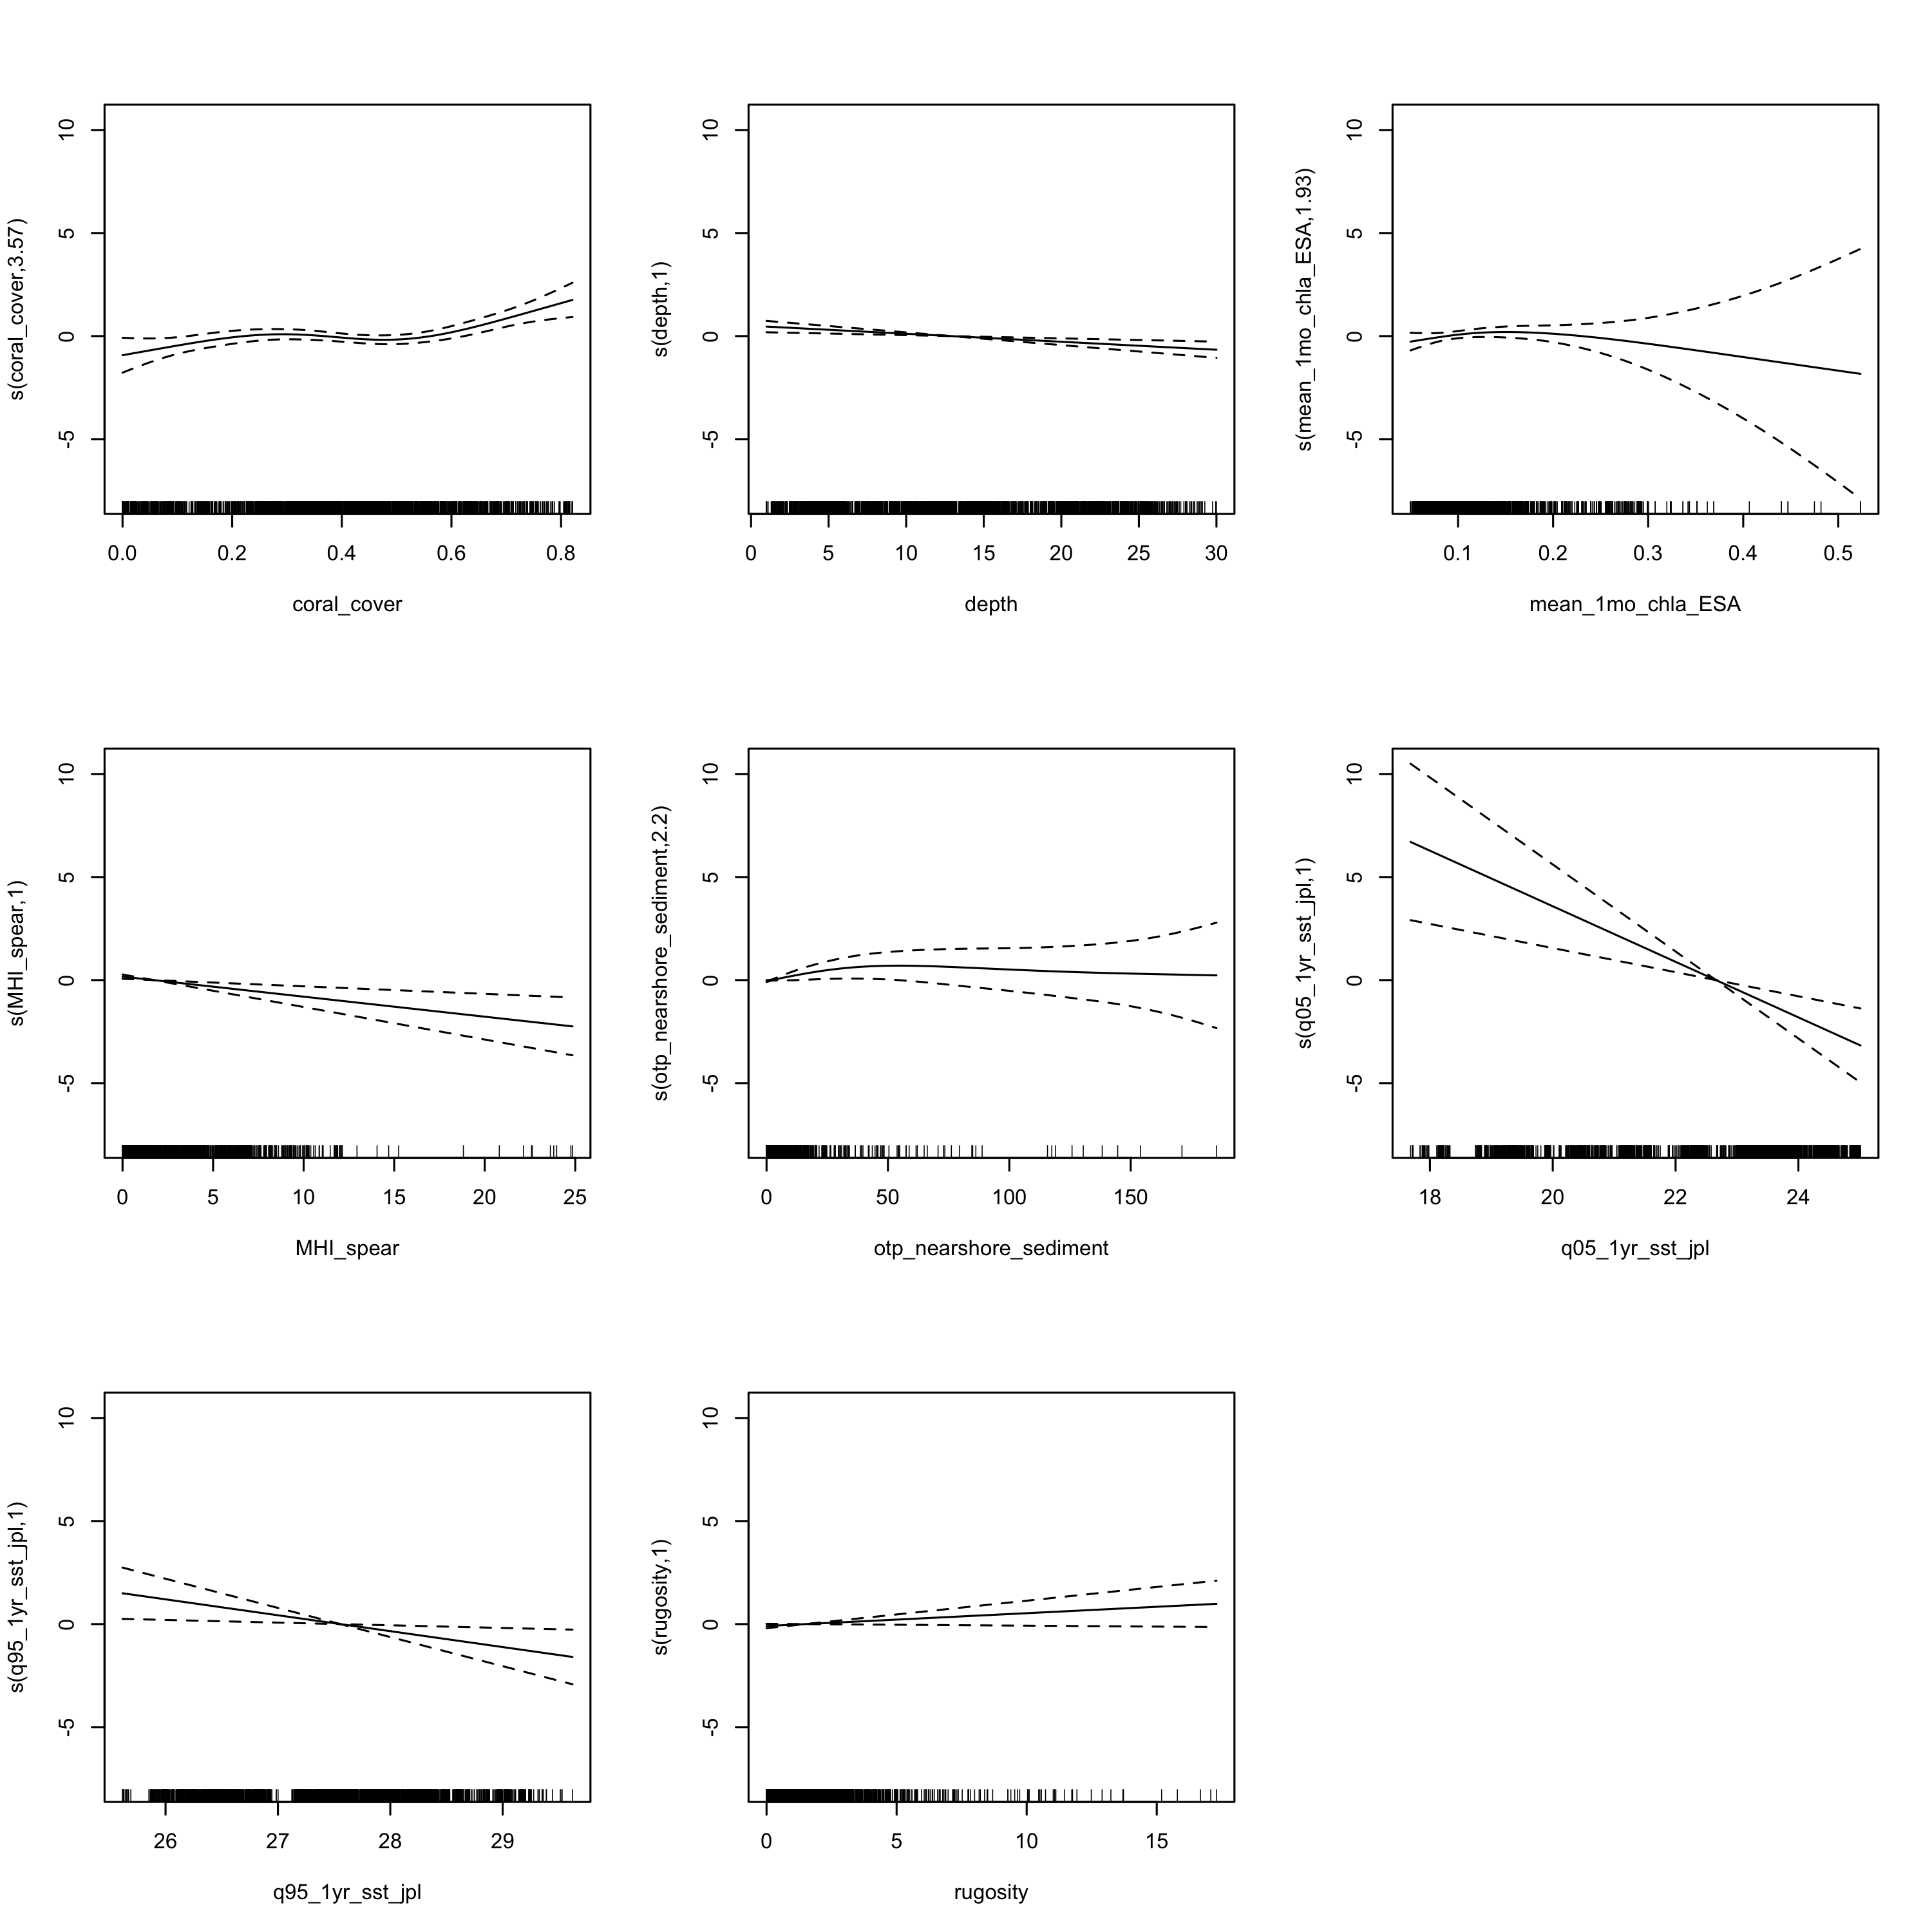 s(coral_cover,3.57)
10
5
0
-5
0.0 0.2 0.4 0.6 0.8
coral_cover
s(depth,1)
10
5
0
-5
0 5 10 15 20 25 30
depth
s(mean_1mo_chla_ESA,1.93)
10
5
0
-5
0.1 0.2 0.3 0.4 0.5
mean_1mo_chla_ESA
s(MHI_spear,1)
10
5
0
-5
0 5 10 15 20 25
MHI_spear
s(otp_nearshore_sediment,2.2)
10
5
0
-5
0 50 100 150
otp_nearshore_sediment
s(q05_1yr_sst_jpl,1)
10
5
0
-5
18 20 22 24
q05_1yr_sst_jpl
s(q95_1yr_sst_jpl,1)
10
5
0
-5
26 27 28 29
q95_1yr_sst_jpl
s(rugosity,1)
10
5
0
-5
0 5 10 15
rugosity